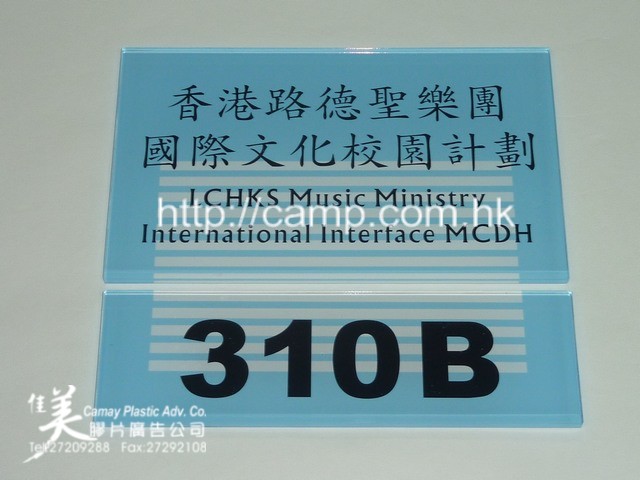 香港路德聖樂團
國際文化校園計劃
LCHKS Music Ministry
http://camp.com.hk
International Interface MCDH
310B
佳美
Camay Plastic Adv. Co.
膠片廣告公司
Tel:27209288 Fax:27292108